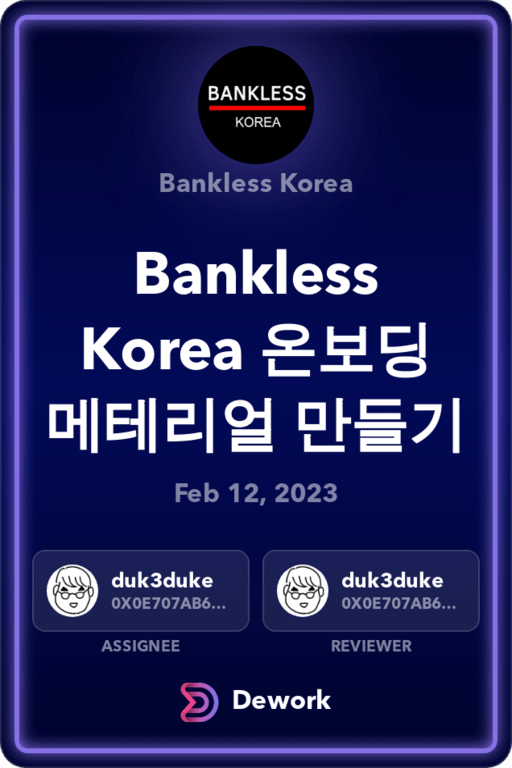 BANKLESS
KOREA
Bankless Korea
Bankless
Korea 온보딩
메테리얼 만들기
Feb 12, 2023
duk3duke
0X0E707AB6...
ASSIGNEE
duk3duke
0X0E707AB6...
REVIEWER
Dework